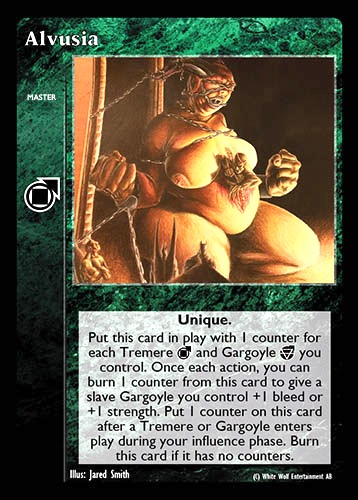 Alvusia
MASTER
Unique.
Put this card in play with 1 counter for
each Tremere and Gargoyle you
control. Once each action, you can
burn 1 counter from this card to give a
slave Gargoyle you control +1 bleed or
+1 strength. Put 1 counter on this card
after a Tremere or Gargoyle enters
play during your influence phase. Burn
this card if it has no counters.
Illus: Jared Smith
(C) White Wolf Entertainment AB